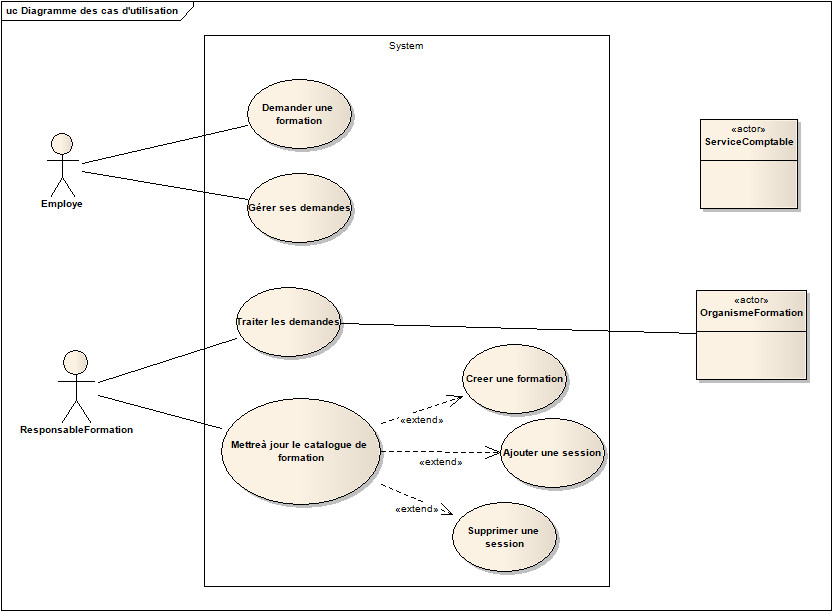 uc Diagramme des cas d'utilisation
System
Demander une
formation
«actor»
ServiceComptable
Employe
Gérer ses demandes
«actor»
OrganismeFormation
Traiter les demandes
ResponsableFormation
Creer une formation
«extend»
Mettreà jour le catalogue de
formation
Ajouter une session
«extend»
«extend»
Supprimer une
session